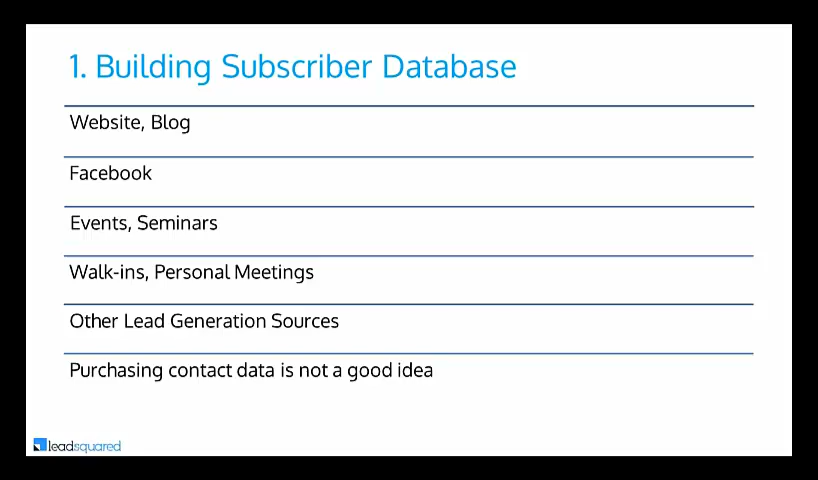 1. Building Subscriber Database
Website, Blog
Facebook
Events, Seminars
Walk-ins, Personal Meetings
Other Lead Generation Sources
Purchasing contact data is not a good idea
leadsquared